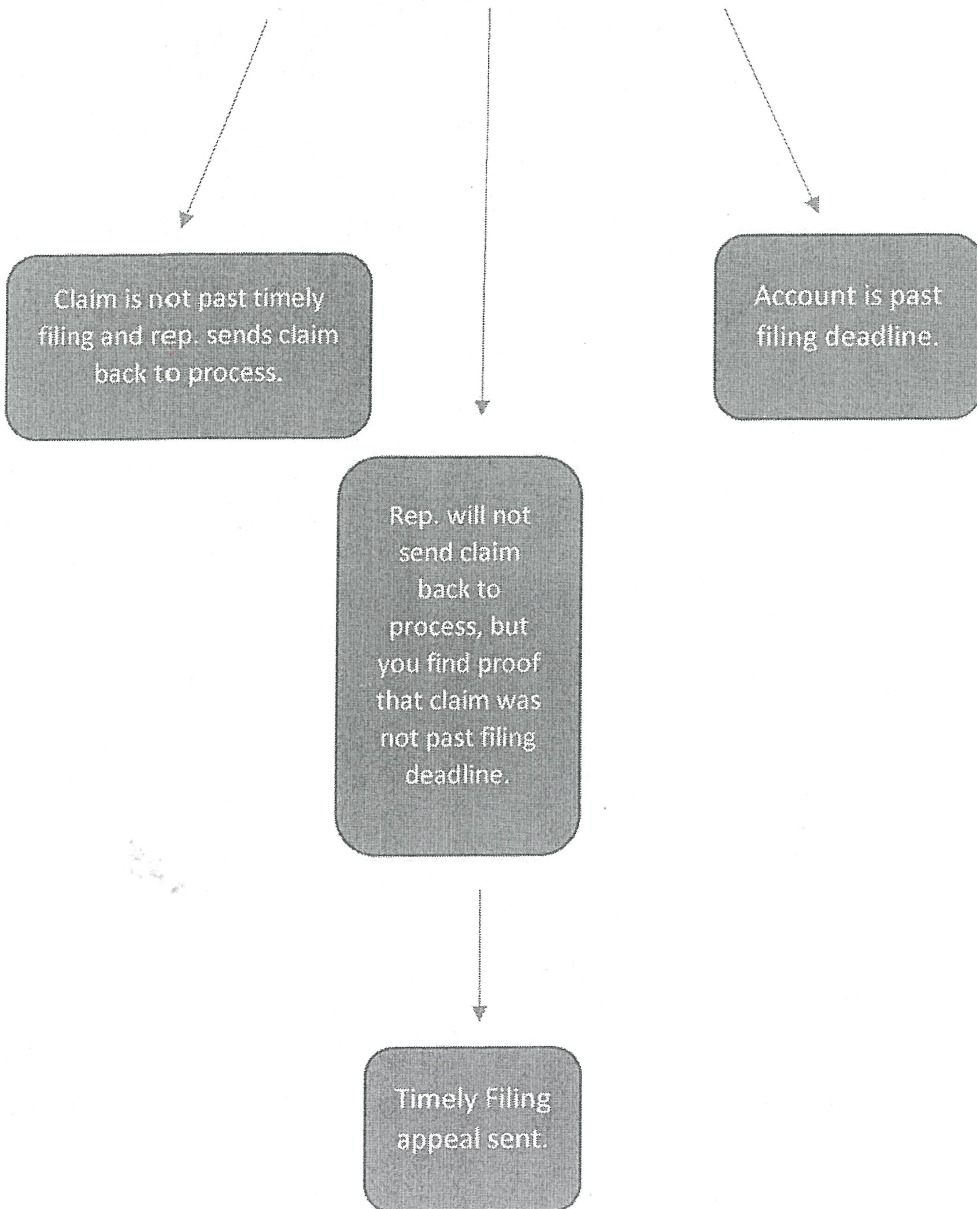 Claim is not past timely
filing and rep. sends claim
back to process.
Account is past
filing deadline.
Rep. will not
send claim
back to
process, but
you find proof
that claim was
not past filing
deadline.
Timely Filing
appeal sent.